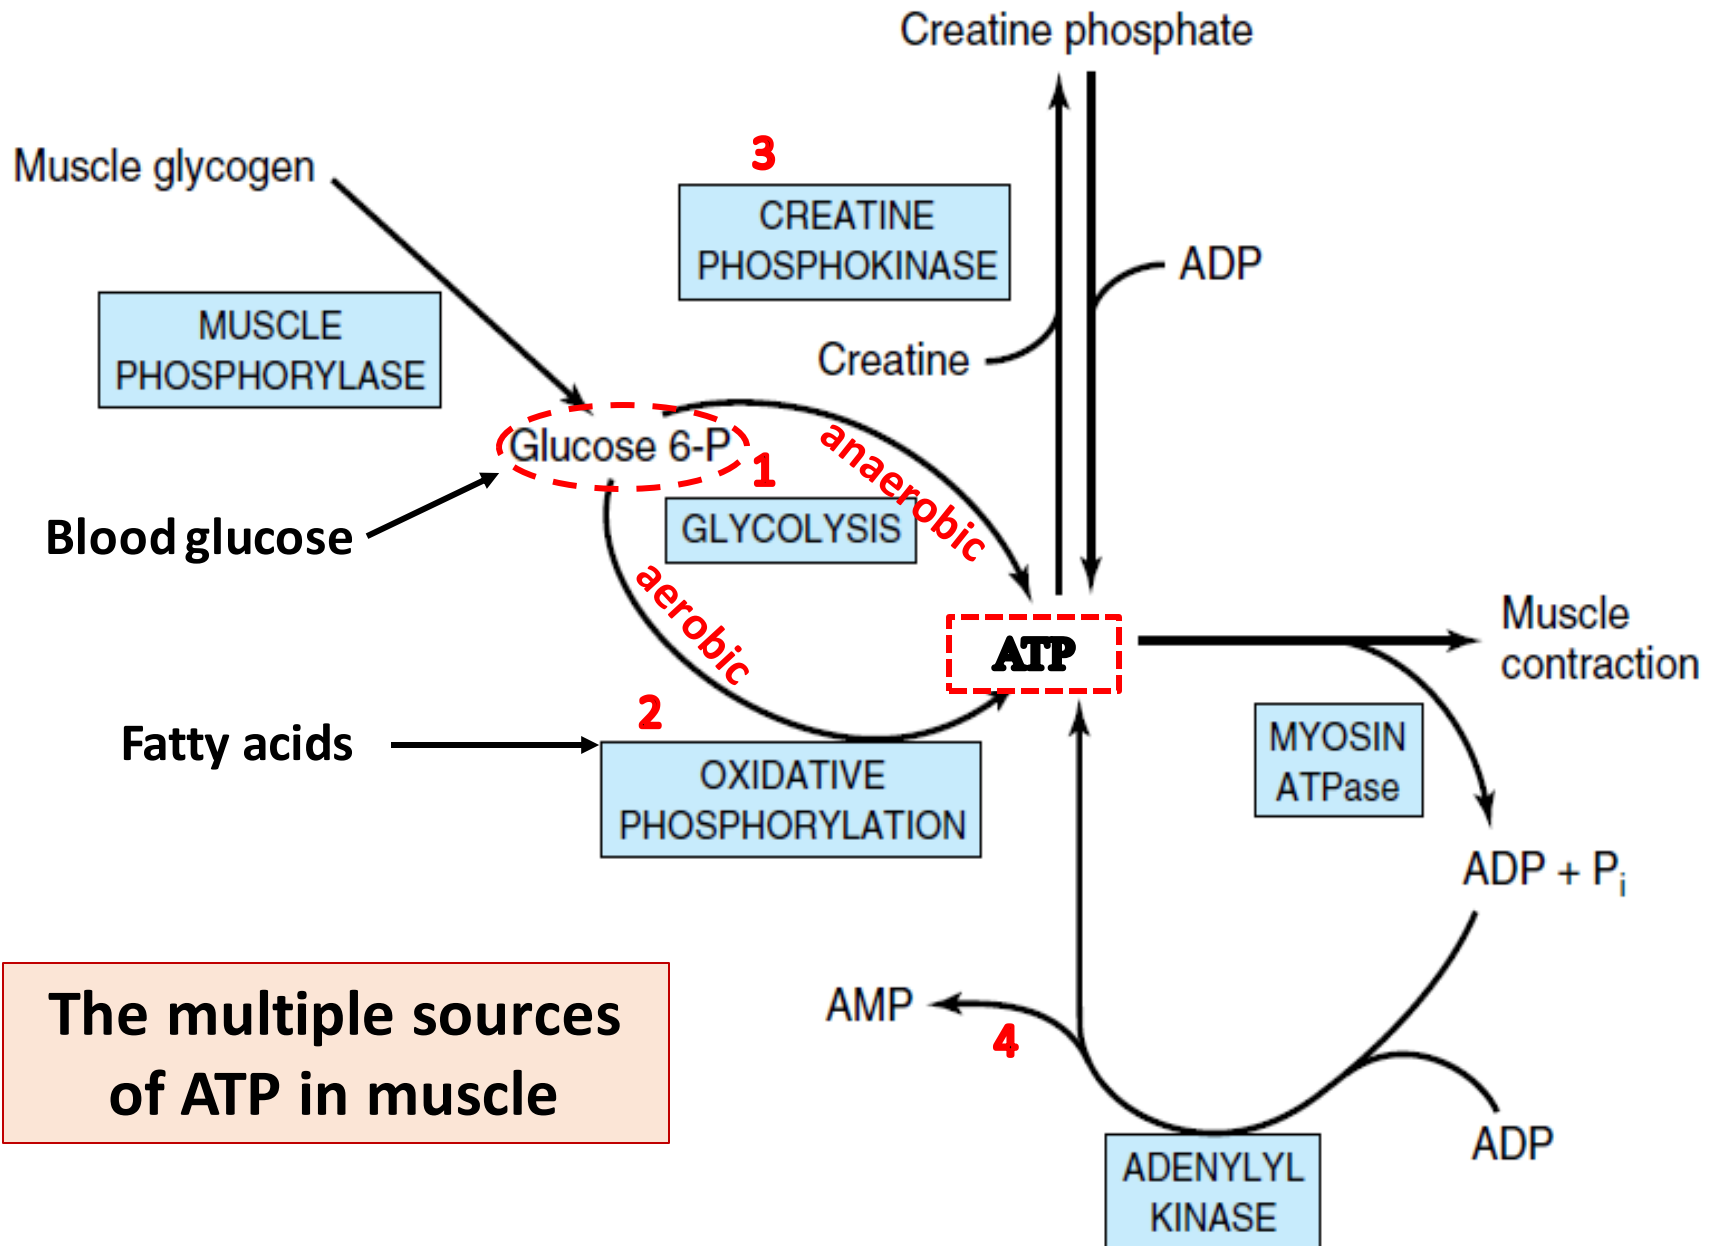 Creatine phosphate
3
Muscle glycogen
CREATINE
PHOSPHOKINASE
ADP
MUSCLE
PHOSPHORYLASE
Creatine
Glucose 6-P
1
anaerobic
GLYCOLYSIS
Blood glucose
aerobic
ATP
Muscle
contraction
2
Fatty acids
OXIDATIVE
PHOSPHORYLATION
MYOSIN
ATPase
ADP + Pi
The multiple sources
of ATP in muscle
AMP
4
ADP
ADENYLYL
KINASE